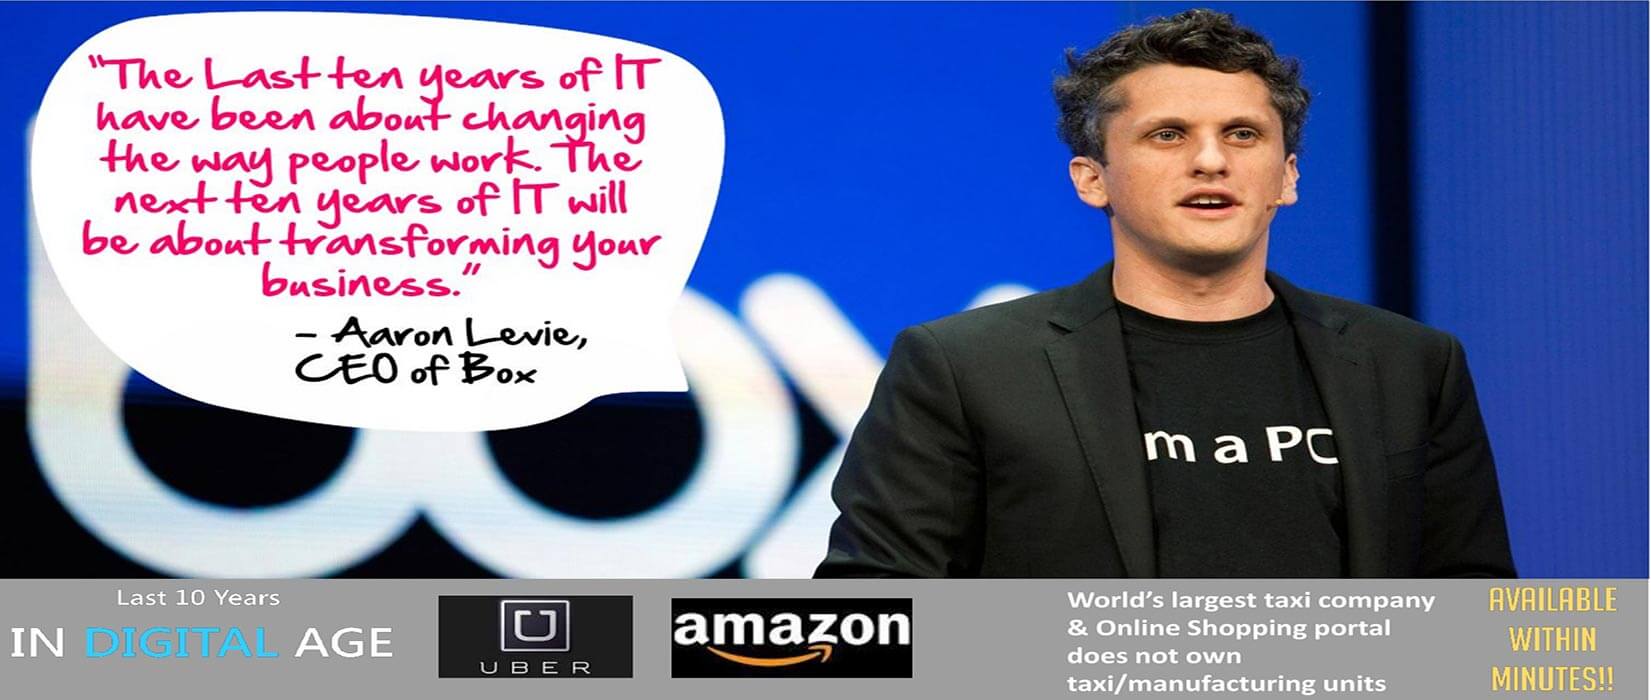 "The Last ten years of IT
have been about changing
the way people work. The
next ten years of IT will
be about transforming your
business."
- Aaron Levie,
CEO of Box
m a PC
Last 10 Years
IN DIGITAL AGE
UBER
amazon
World's largest taxi company
& Online Shopping portal
does not own
taxi/manufacturing units
AVAILABLE
WITHIN
MINUTES!!